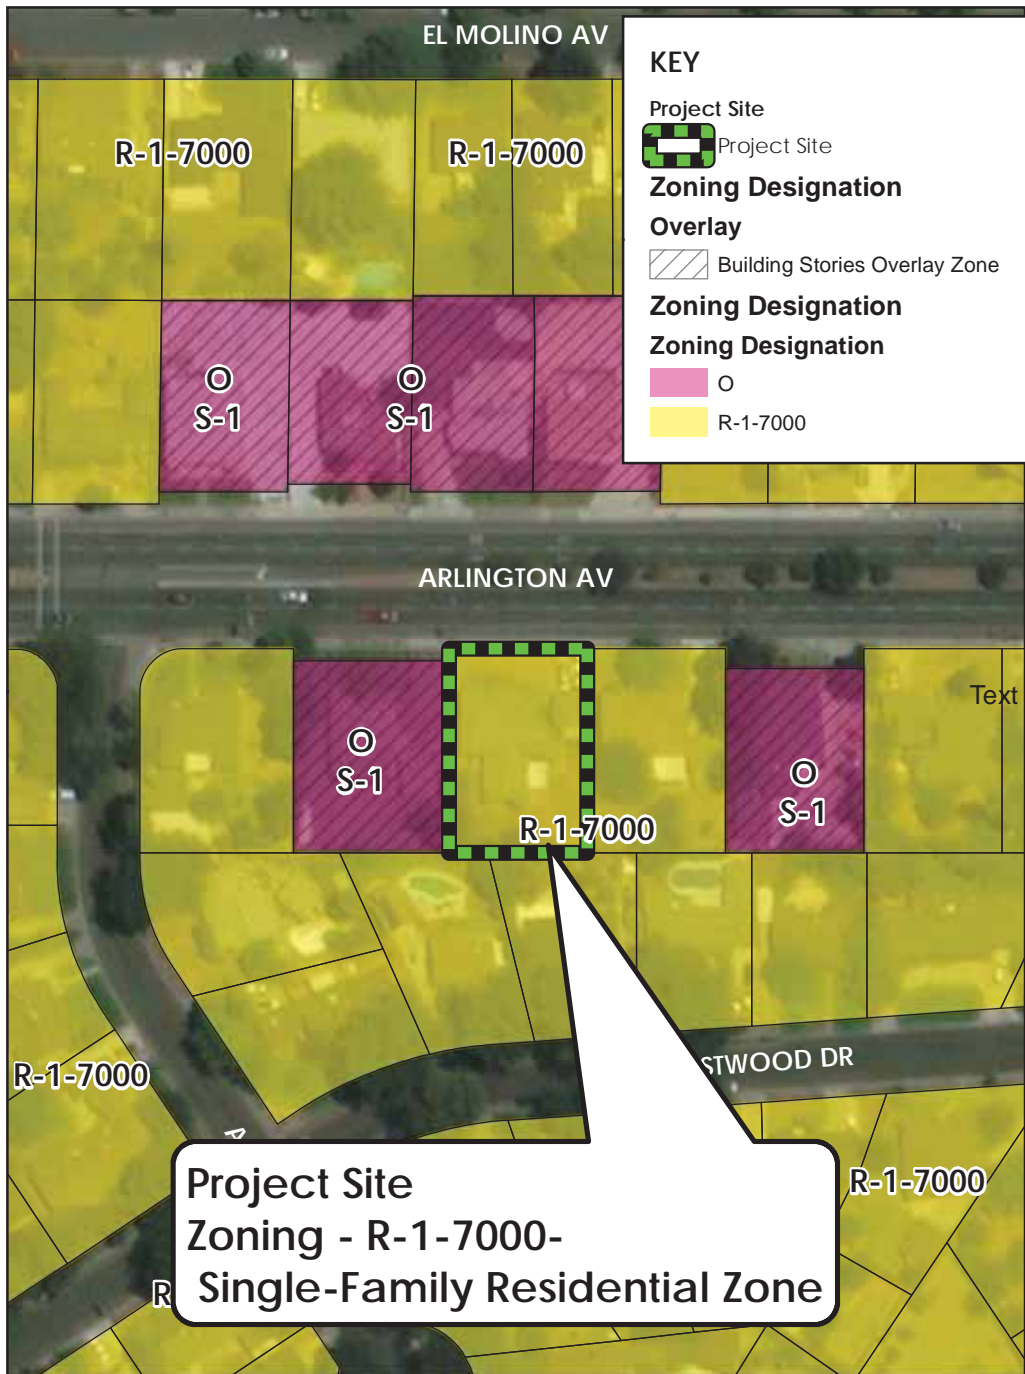 EL MOLINO AV
KEY
Project Site
Project Site
Zoning Designation
Overlay
Building Stories Overlay Zone
Zoning Designation
Zoning Designation
O
R-1-7000
R-1-7000
R-1-7000
O
S-1
O
S-1
ARLINGTON AV
Text
O
S-1
O
S-1
R-1-7000
STWOOD DR
R-1-7000
A
R-1-7000
R
Project Site
Zoning - R-1-7000-
Single-Family Residential Zone